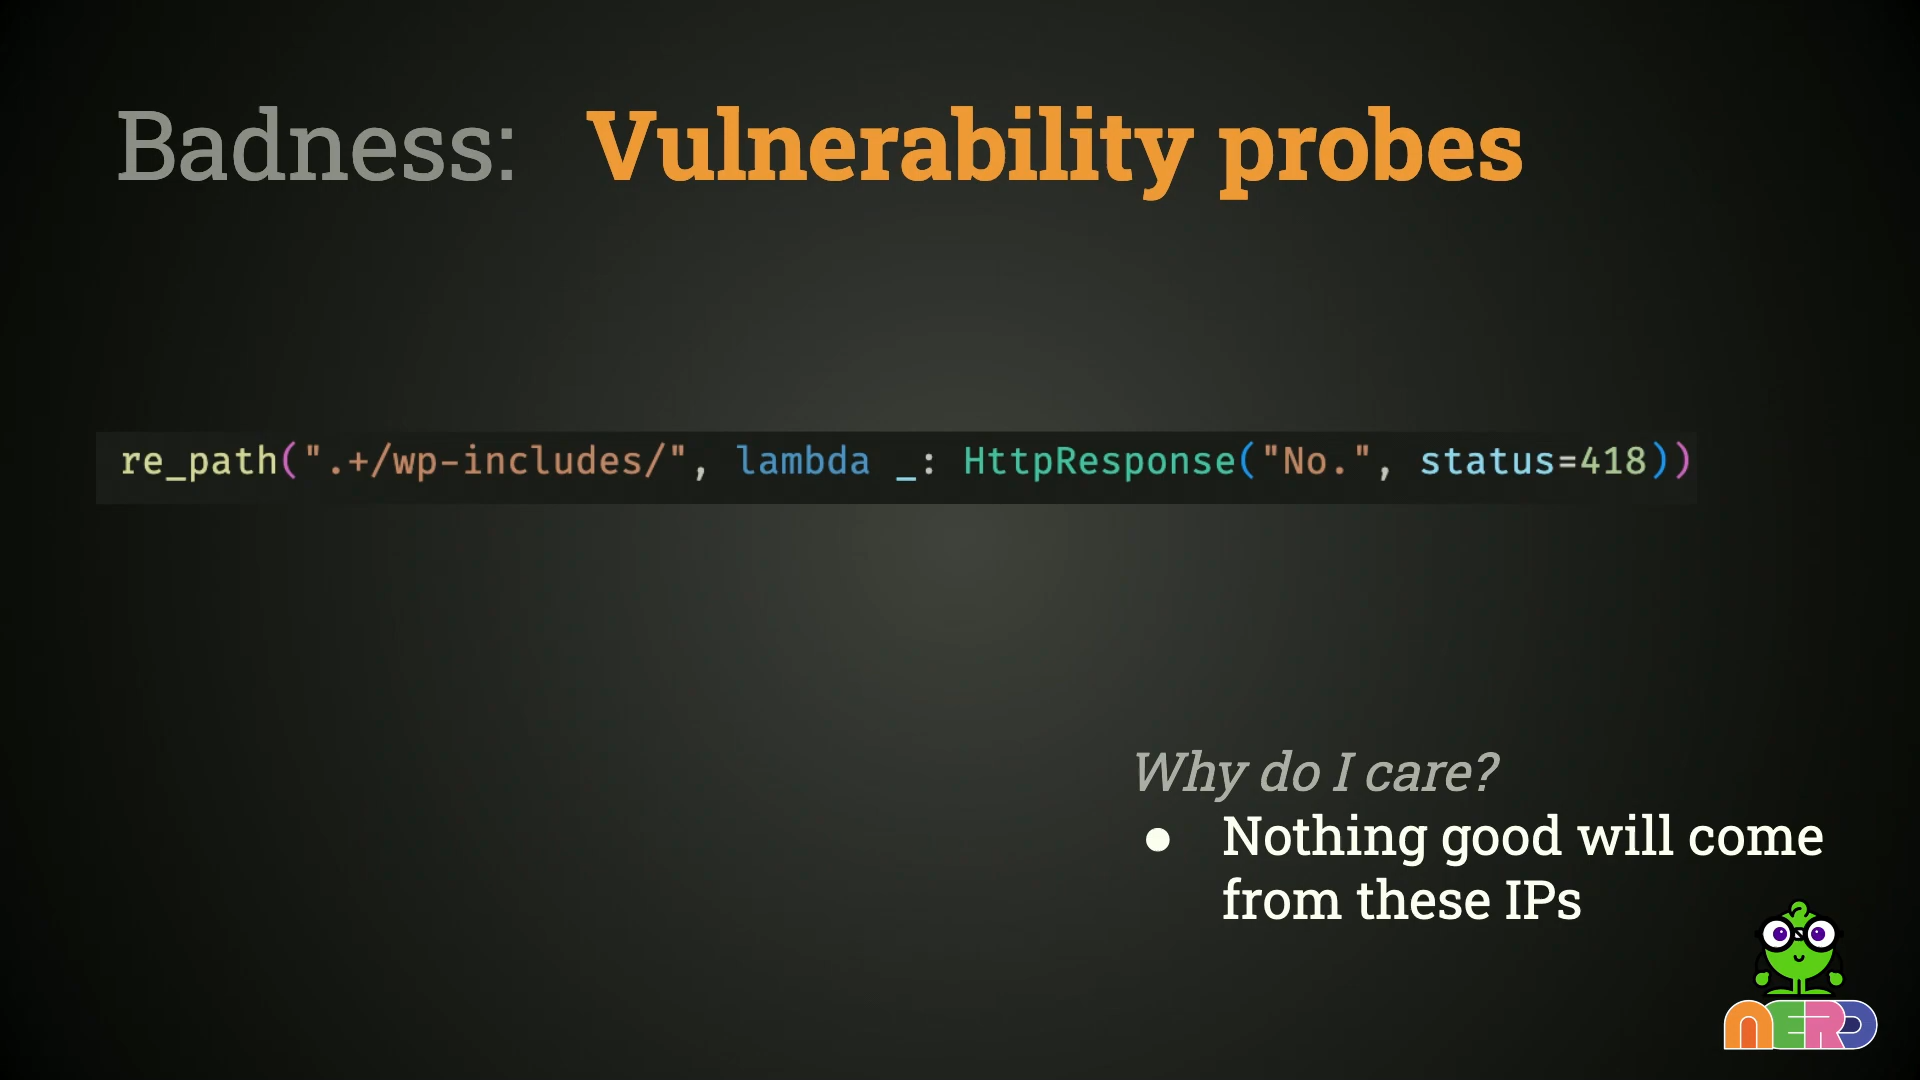 Badness: Vulnerability probes
re_path(".+/wp-includes/", lambda _: HttpResponse("No.", status=418))
Why do I care?
● Nothing good will come
from these IPs
NERD